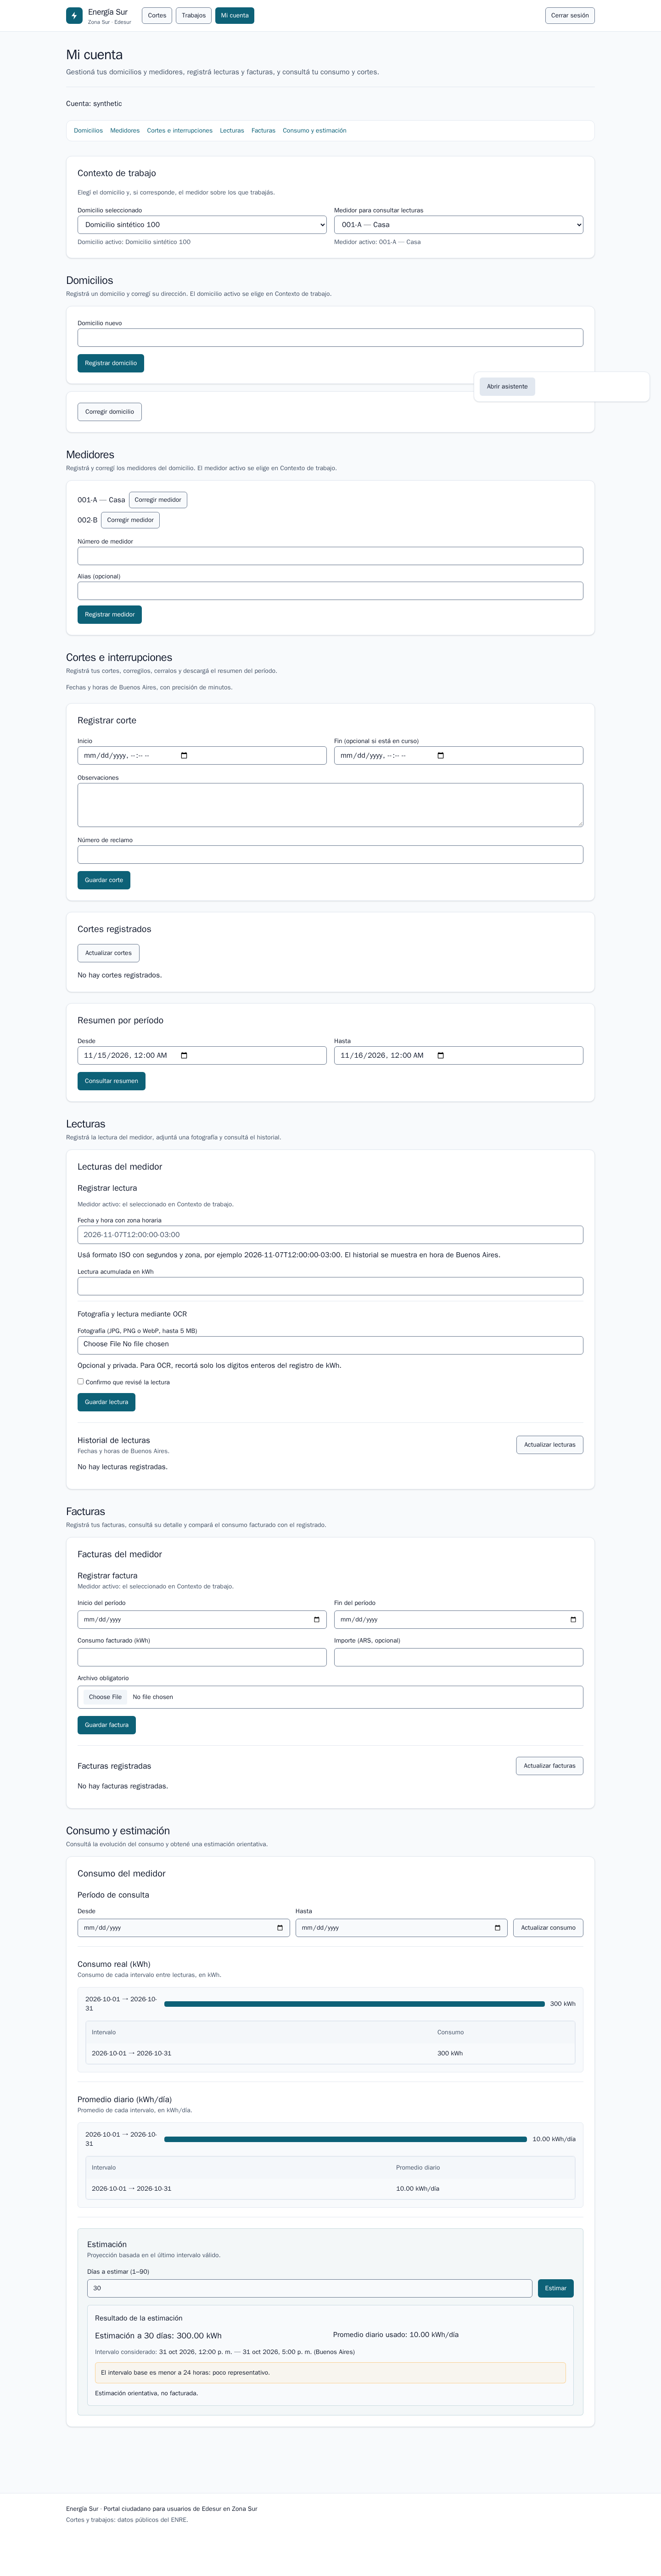 Energía Sur
Zona Sur · Edesur
Cortes
Trabajos
Mi cuenta
Cerrar sesión
Mi cuenta
Gestioná tus domicilios y medidores, registrá lecturas y facturas, y consultá tu consumo y cortes.
Cuenta: synthetic
Domicilios
Medidores
Cortes e interrupciones
Lecturas
Facturas
Consumo y estimación
Contexto de trabajo
Elegí el domicilio y, si corresponde, el medidor sobre los que trabajás.
Domicilio seleccionado
Medidor para consultar lecturas
Domicilio sintético 100
001-A — Casa
Domicilio activo: Domicilio sintético 100
Medidor activo: 001-A — Casa
Domicilios
Registrá un domicilio y corregí su dirección. El domicilio activo se elige en Contexto de trabajo.
Domicilio nuevo
Registrar domicilio
Abrir asistente
Corregir domicilio
Medidores
Registrá y corregí los medidores del domicilio. El medidor activo se elige en Contexto de trabajo.
001-A — Casa
Corregir medidor
002-B
Corregir medidor
Número de medidor
Alias (opcional)
Registrar medidor
Cortes e interrupciones
Registrá tus cortes, corregilos, cerralos y descargá el resumen del período.
Fechas y horas de Buenos Aires, con precisión de minutos.
Registrar corte
Inicio
Fin (opcional si está en curso)
mm/dd/yyyy, --:-- --
mm/dd/yyyy, --:-- --
Observaciones
Número de reclamo
Guardar corte
Cortes registrados
Actualizar cortes
No hay cortes registrados.
Resumen por período
Desde
Hasta
11/15/2026, 12:00 AM
11/16/2026, 12:00 AM
Consultar resumen
Lecturas
Registrá la lectura del medidor, adjuntá una fotografía y consultá el historial.
Lecturas del medidor
Registrar lectura
Medidor activo: el seleccionado en Contexto de trabajo.
Fecha y hora con zona horaria
2026-11-07T12:00:00-03:00
Usá formato ISO con segundos y zona, por ejemplo 2026-11-07T12:00:00-03:00. El historial se muestra en hora de Buenos Aires.
Lectura acumulada en kWh
Fotografía y lectura mediante OCR
Fotografía (JPG, PNG o WebP, hasta 5 MB)
Choose File No file chosen
Opcional y privada. Para OCR, recortá solo los dígitos enteros del registro de kWh.
Confirmo que revisé la lectura
Guardar lectura
Historial de lecturas
Fechas y horas de Buenos Aires.
Actualizar lecturas
No hay lecturas registradas.
Facturas
Registrá tus facturas, consultá su detalle y compará el consumo facturado con el registrado.
Facturas del medidor
Registrar factura
Medidor activo: el seleccionado en Contexto de trabajo.
Inicio del período
Fin del período
mm/dd/yyyy
mm/dd/yyyy
Consumo facturado (kWh)
Importe (ARS, opcional)
Archivo obligatorio
Choose File No file chosen
Guardar factura
Facturas registradas
Actualizar facturas
No hay facturas registradas.
Consumo y estimación
Consultá la evolución del consumo y obtené una estimación orientativa.
Consumo del medidor
Período de consulta
Desde
Hasta
mm/dd/yyyy
mm/dd/yyyy
Actualizar consumo
Consumo real (kWh)
Consumo de cada intervalo entre lecturas, en kWh.
2026-10-01 → 2026-10-
31
300 kWh
Intervalo
Consumo
2026-10-01 → 2026-10-31
300 kWh
Promedio diario (kWh/día)
Promedio de cada intervalo, en kWh/día.
2026-10-01 → 2026-10-
31
10.00 kWh/día
Intervalo
Promedio diario
2026-10-01 → 2026-10-31
10.00 kWh/día
Estimación
Proyección basada en el último intervalo válido.
Días a estimar (1–90)
30
Estimar
Resultado de la estimación
Estimación a 30 días: 300.00 kWh
Promedio diario usado: 10.00 kWh/día
Intervalo considerado: 31 oct 2026, 12:00 p. m. — 31 oct 2026, 5:00 p. m. (Buenos Aires)
El intervalo base es menor a 24 horas: poco representativo.
Estimación orientativa, no facturada.
Energía Sur · Portal ciudadano para usuarios de Edesur en Zona Sur
Cortes y trabajos: datos públicos del ENRE.